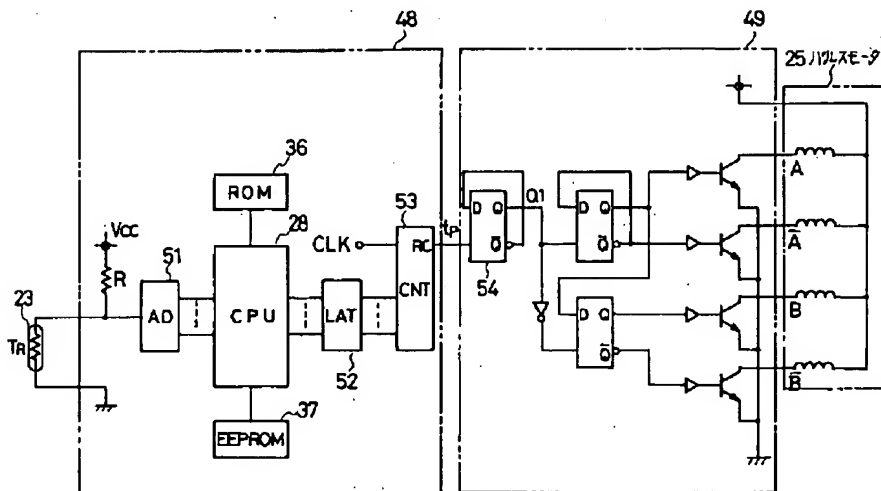 48
49
25 パルスモータ
36
ROM
53
28
VCC
51
R
23
TR
AD
CPU
LAT
CLK
RC
CNT
tP
D Q
Q̅
54
Q1
D Q
Q̅
D Q
Q̅
A
A̅
B
B̅
52
37
EEPROM